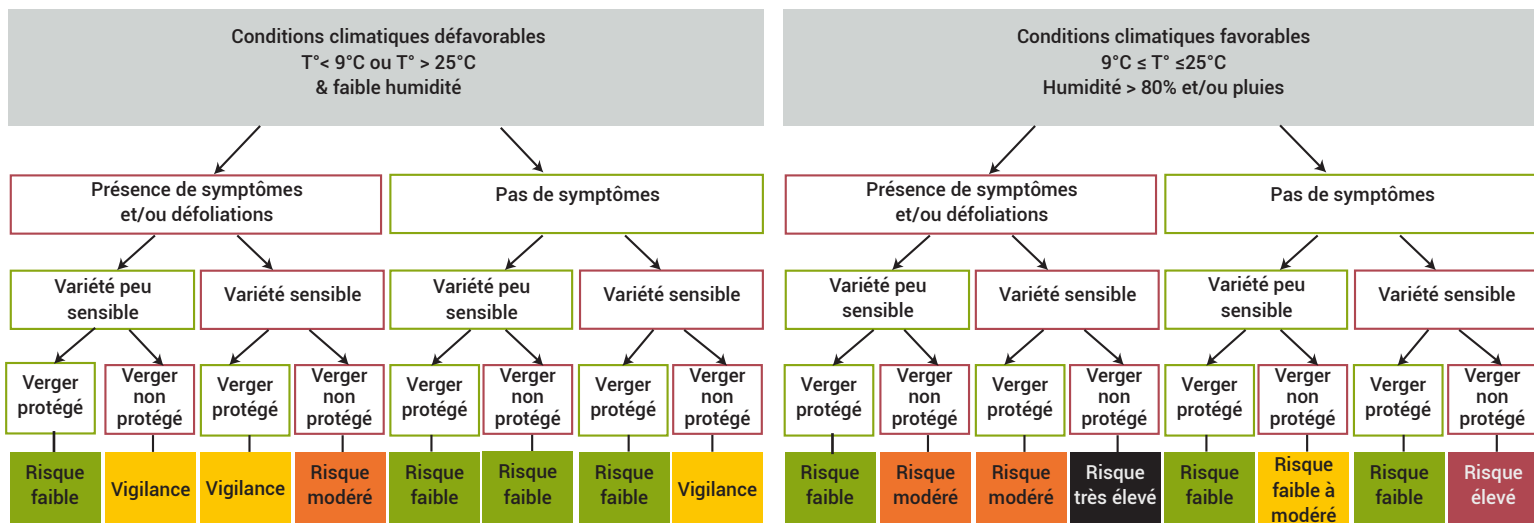 Conditions climatiques défavorables
T°< 9°C ou T° > 25°C
& faible humidité
Conditions climatiques favorables
9°C ≤ T° ≤25°C
Humidité > 80% et/ou pluies
Présence de symptômes
et/ou défoliations
Pas de symptômes
Présence de symptômes
et/ou défoliations
Pas de symptômes
Variété peu
sensible
Variété sensible
Variété peu
sensible
Variété sensible
Variété peu
sensible
Variété sensible
Variété peu
sensible
Variété sensible
Verger
protégé
Verger
non
protégé
Verger
protégé
Verger
non
protégé
Verger
protégé
Verger
non
protégé
Verger
protégé
Verger
non
protégé
Verger
protégé
Verger
non
protégé
Verger
protégé
Verger
non
protégé
Verger
protégé
Verger
non
protégé
Verger
protégé
Verger
non
protégé
Risque
faible
Vigilance
Vigilance
Risque
modéré
Risque
faible
Risque
faible
Risque
faible
Vigilance
Risque
faible
Risque
modéré
Risque
modéré
Risque
très élevé
Risque
faible
Risque
faible à
modéré
Risque
faible
Risque
élevé